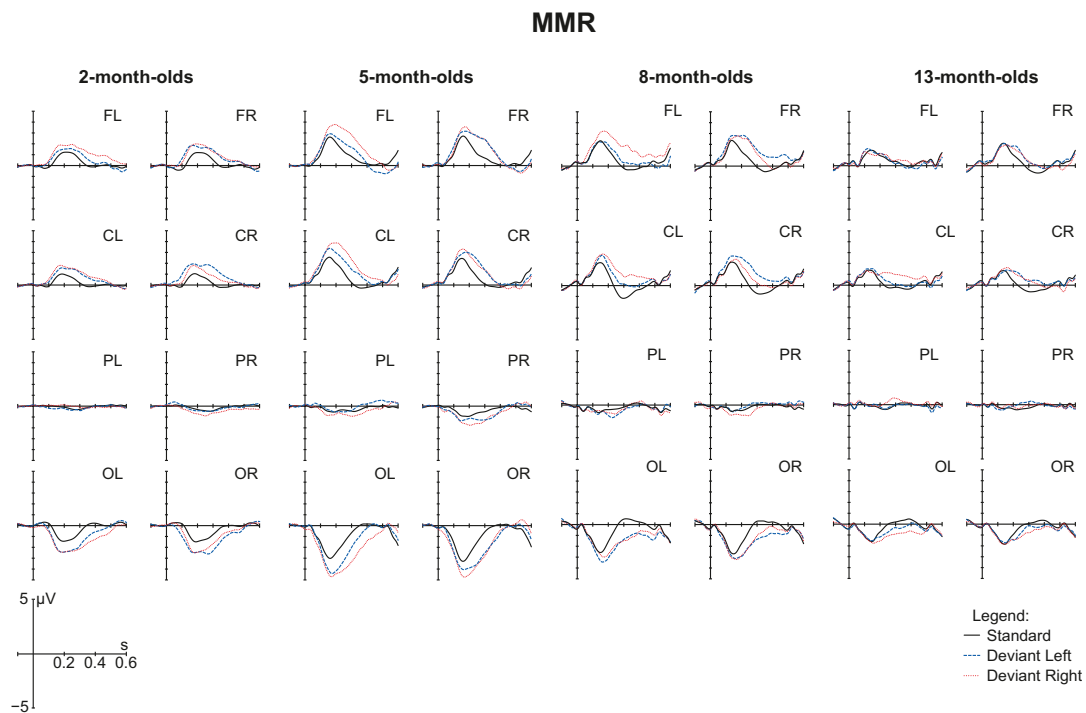 MMR
2-month-olds 5-month-olds 8-month-olds 13-month-olds
FL FR FL FR FL FR FL FR
CL CR CL CR CL CR CL CR
PL PR PL PR PL PR PL PR
OL OR OL OR OL OR OL OR
5 μV
s
0.2 0.4 0.6
−5
Legend:
Standard
Deviant Left
Deviant Right